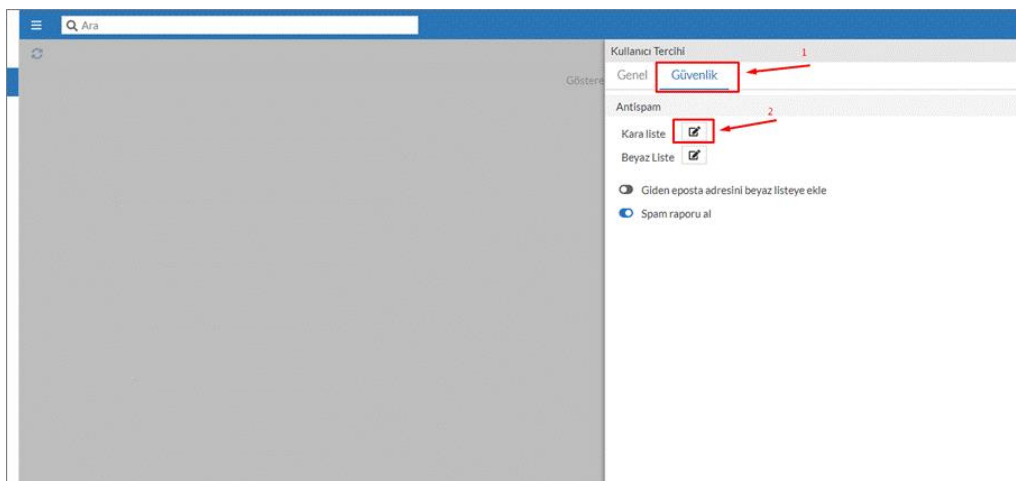 Ara
Kullanıcı Tercihi
1
Göstere
Genel Güvenlik
Antispam
2
Kara liste
Beyaz Liste
Giden eposta adresini beyaz listeye ekle
Spam raporu al